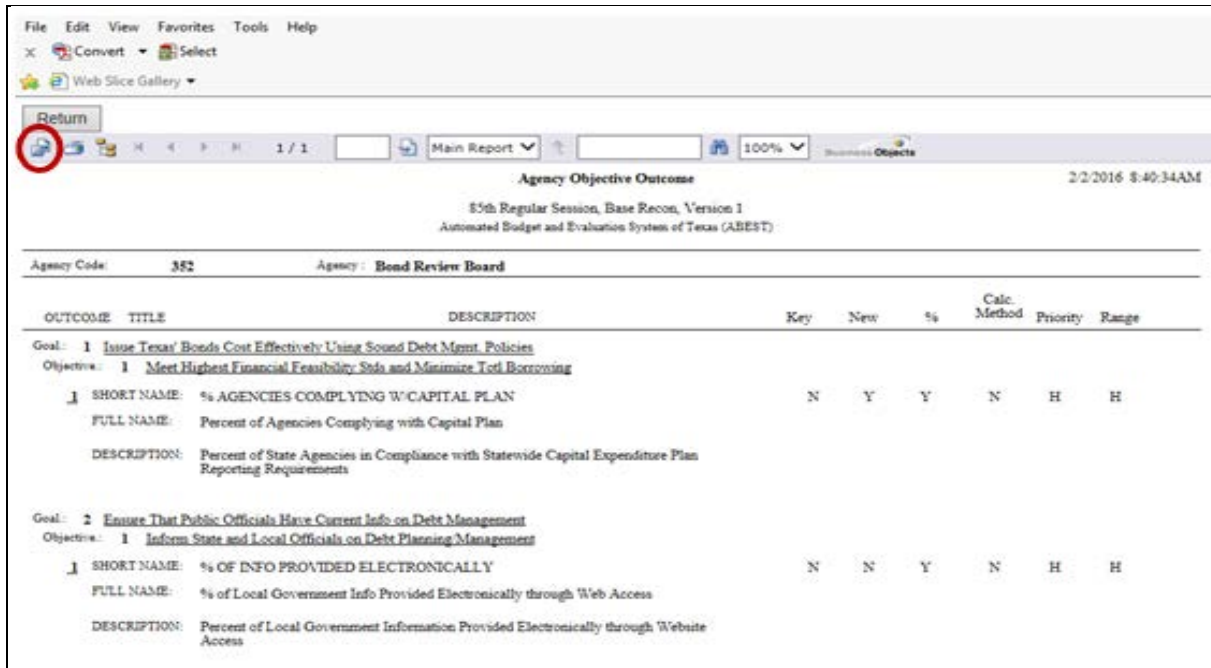 File Edit View Favorites Tools Help
x Convert Select
Web Slice Gallery
Return
1 / 1 Main Report 100% Business Objects
Agency Objective Outcome 2/2/2016 8:40:34AM
85th Regular Session, Base Recon, Version 1
Automated Budget and Evaluation System of Texas (ABEST)
Agency Code: 352 Agency: Bond Review Board
OUTCOME TITLE DESCRIPTION Key New % Calc. Method Priority Range
Goal: 1 Issue Texas' Bonds Cost Effectively Using Sound Debt Mgmt. Policies
Objective: 1 Meet Highest Financial Feasibility Stds and Minimize Totl Borrowing
1 SHORT NAME: % AGENCIES COMPLYING W/CAPITAL PLAN N Y Y N H H
FULL NAME: Percent of Agencies Complying with Capital Plan
DESCRIPTION: Percent of State Agencies in Compliance with Statewide Capital Expenditure Plan
Reporting Requirements
Goal: 2 Ensure That Public Officials Have Current Info on Debt Management
Objective: 1 Inform State and Local Officials on Debt Planning/Management
1 SHORT NAME: % OF INFO PROVIDED ELECTRONICALLY N N Y N H H
FULL NAME: % of Local Government Info Provided Electronically through Web Access
DESCRIPTION: Percent of Local Government Information Provided Electronically through Website
Access